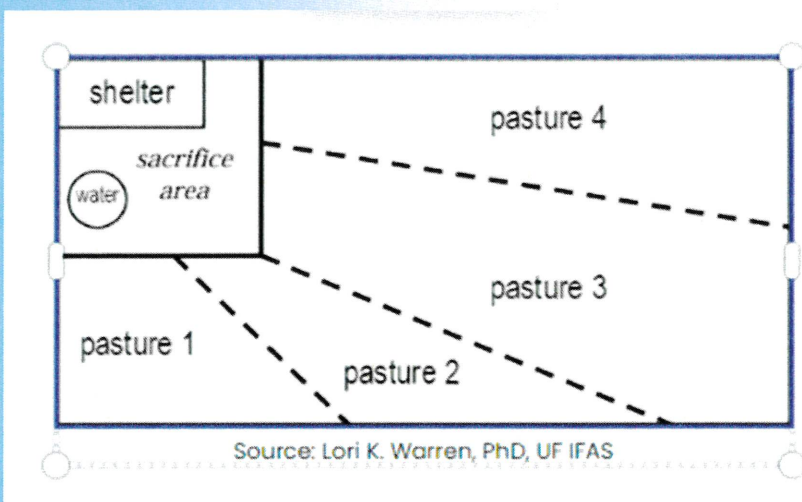 shelter
sacrifice
area
water
pasture 4
pasture 3
pasture 1
pasture 2
Source: Lori K. Warren, PhD, UF IFAS